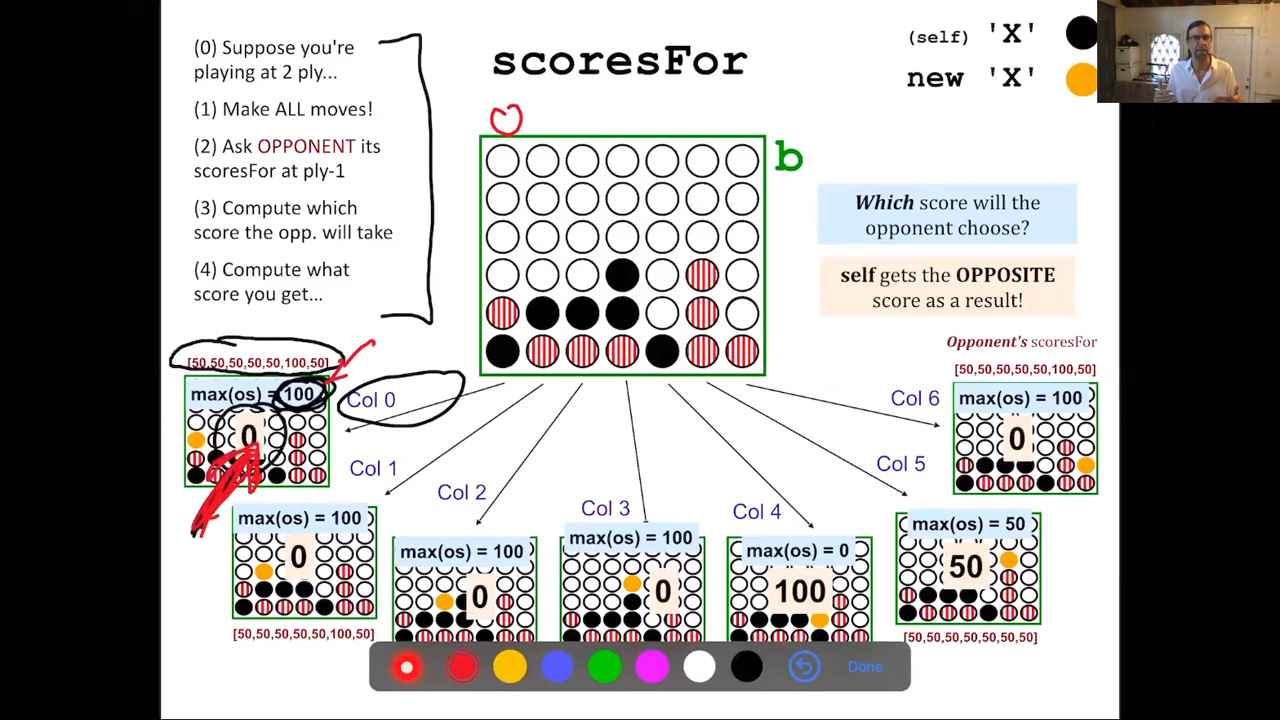 (0) Suppose you're
playing at 2 ply...
(1) Make ALL moves!
(2) Ask OPPONENT its
scoresFor at ply-1
(3) Compute which
score the opp. will take
(4) Compute what
score you get...
scoresFor
(self) 'X'
new 'X'
b
Which score will the
opponent choose?
self gets the OPPOSITE
score as a result!
Opponent's scoresFor
[50,50,50,50,50,100,50]
max(os) = 100
0
Col 0
Col 1
Col 2
Col 3
Col 4
Col 5
Col 6
[50,50,50,50,50,100,50]
max(os) = 100
0
max(os) = 100
0
[50,50,50,50,50,100,50]
max(os) = 100
0
max(os) = 100
0
max(os) = 0
100
max(os) = 50
50
[50,50,50,50,50,50,50]
Done